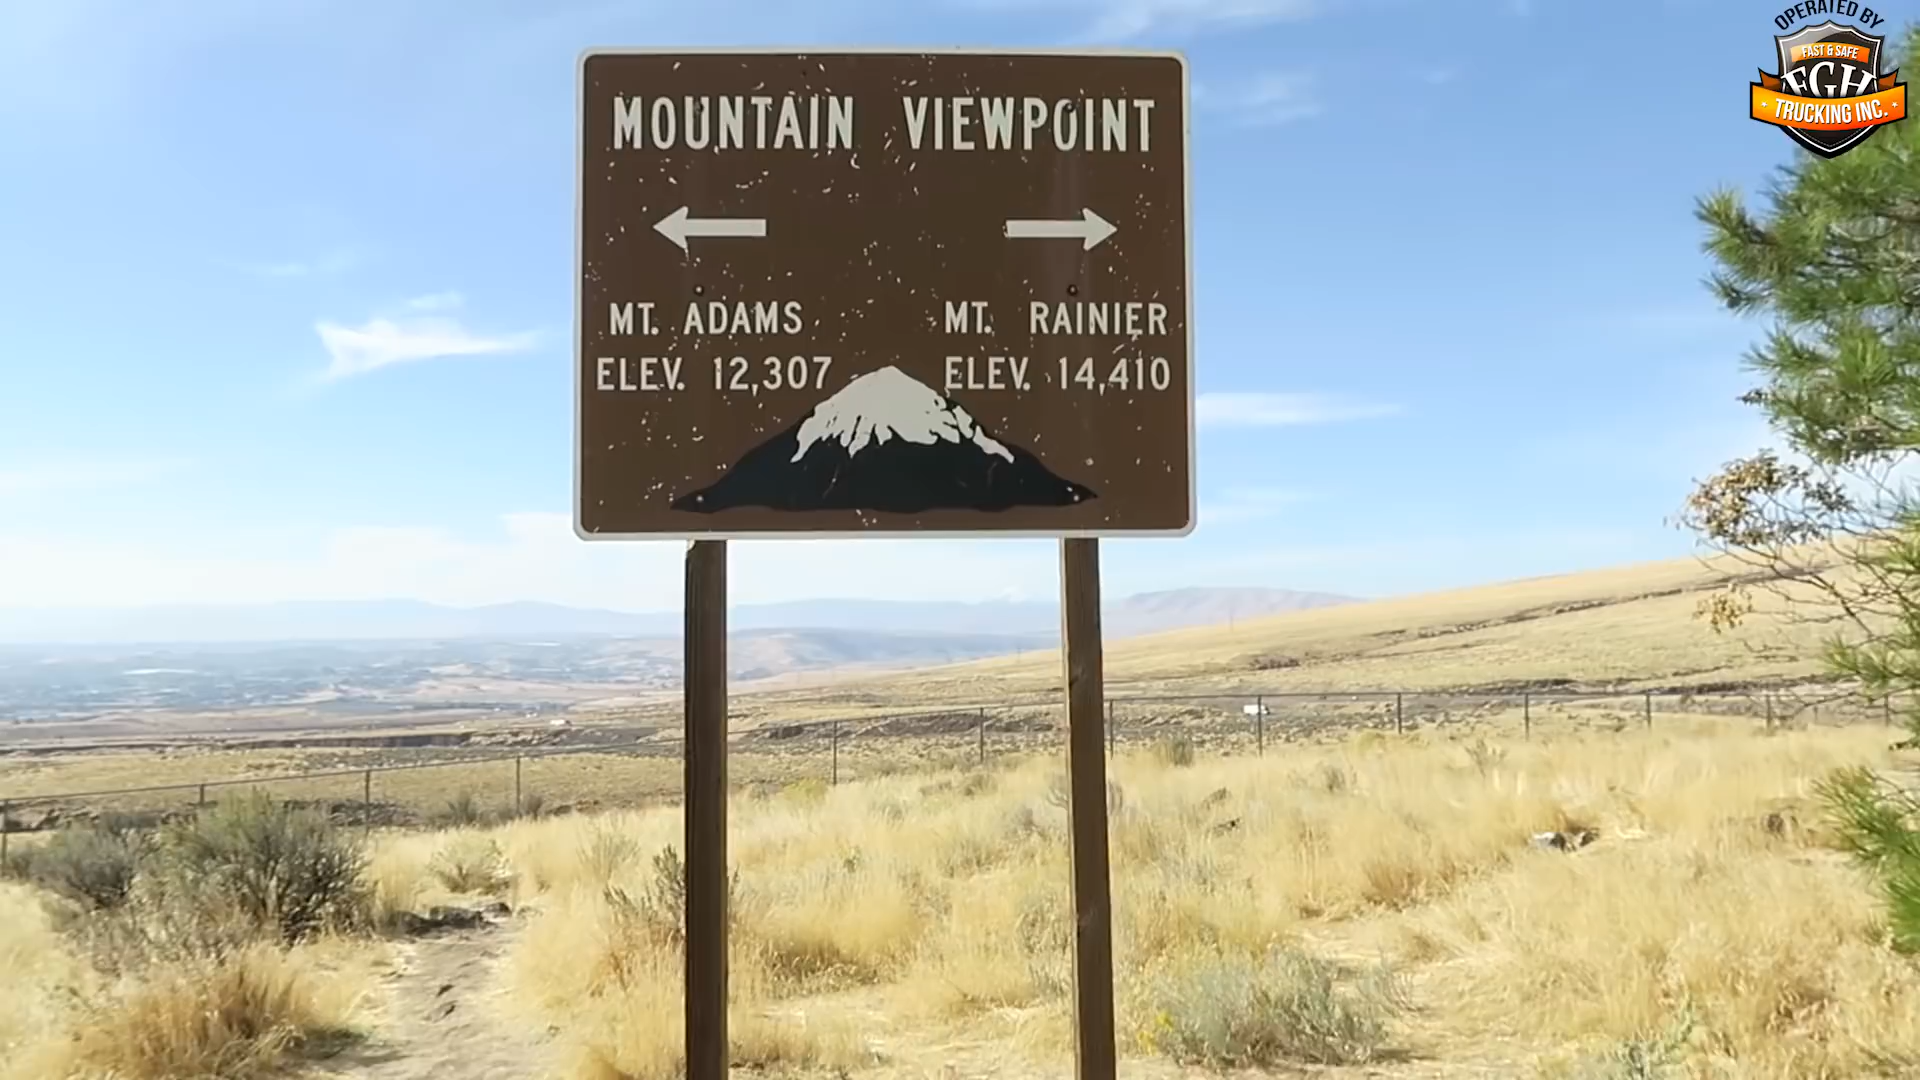 MOUNTAIN VIEWPOINT
MT. ADAMS
ELEV. 12,307
MT. RAINIER
ELEV. 14,410
OPERATED BY
FAST & SAFE
FGH
TRUCKING INC.